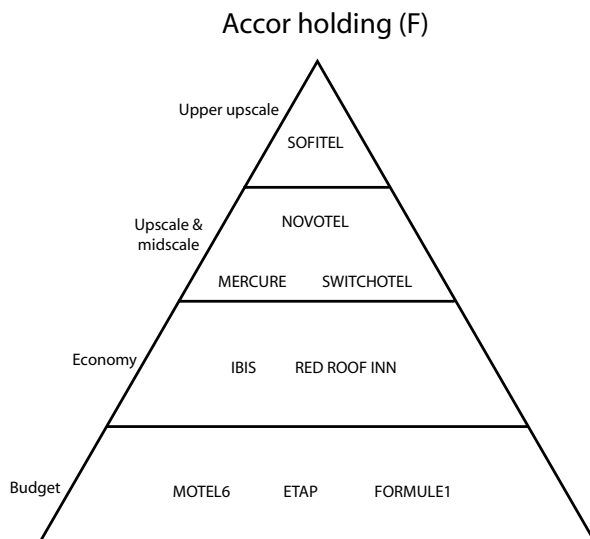 Accor holding (F)
Upper upscale
SOFITEL
Upscale &
midscale
NOVOTEL
MERCURE SWITCHOTEL
Economy
IBIS RED ROOF INN
Budget
MOTEL6 ETAP FORMULE1